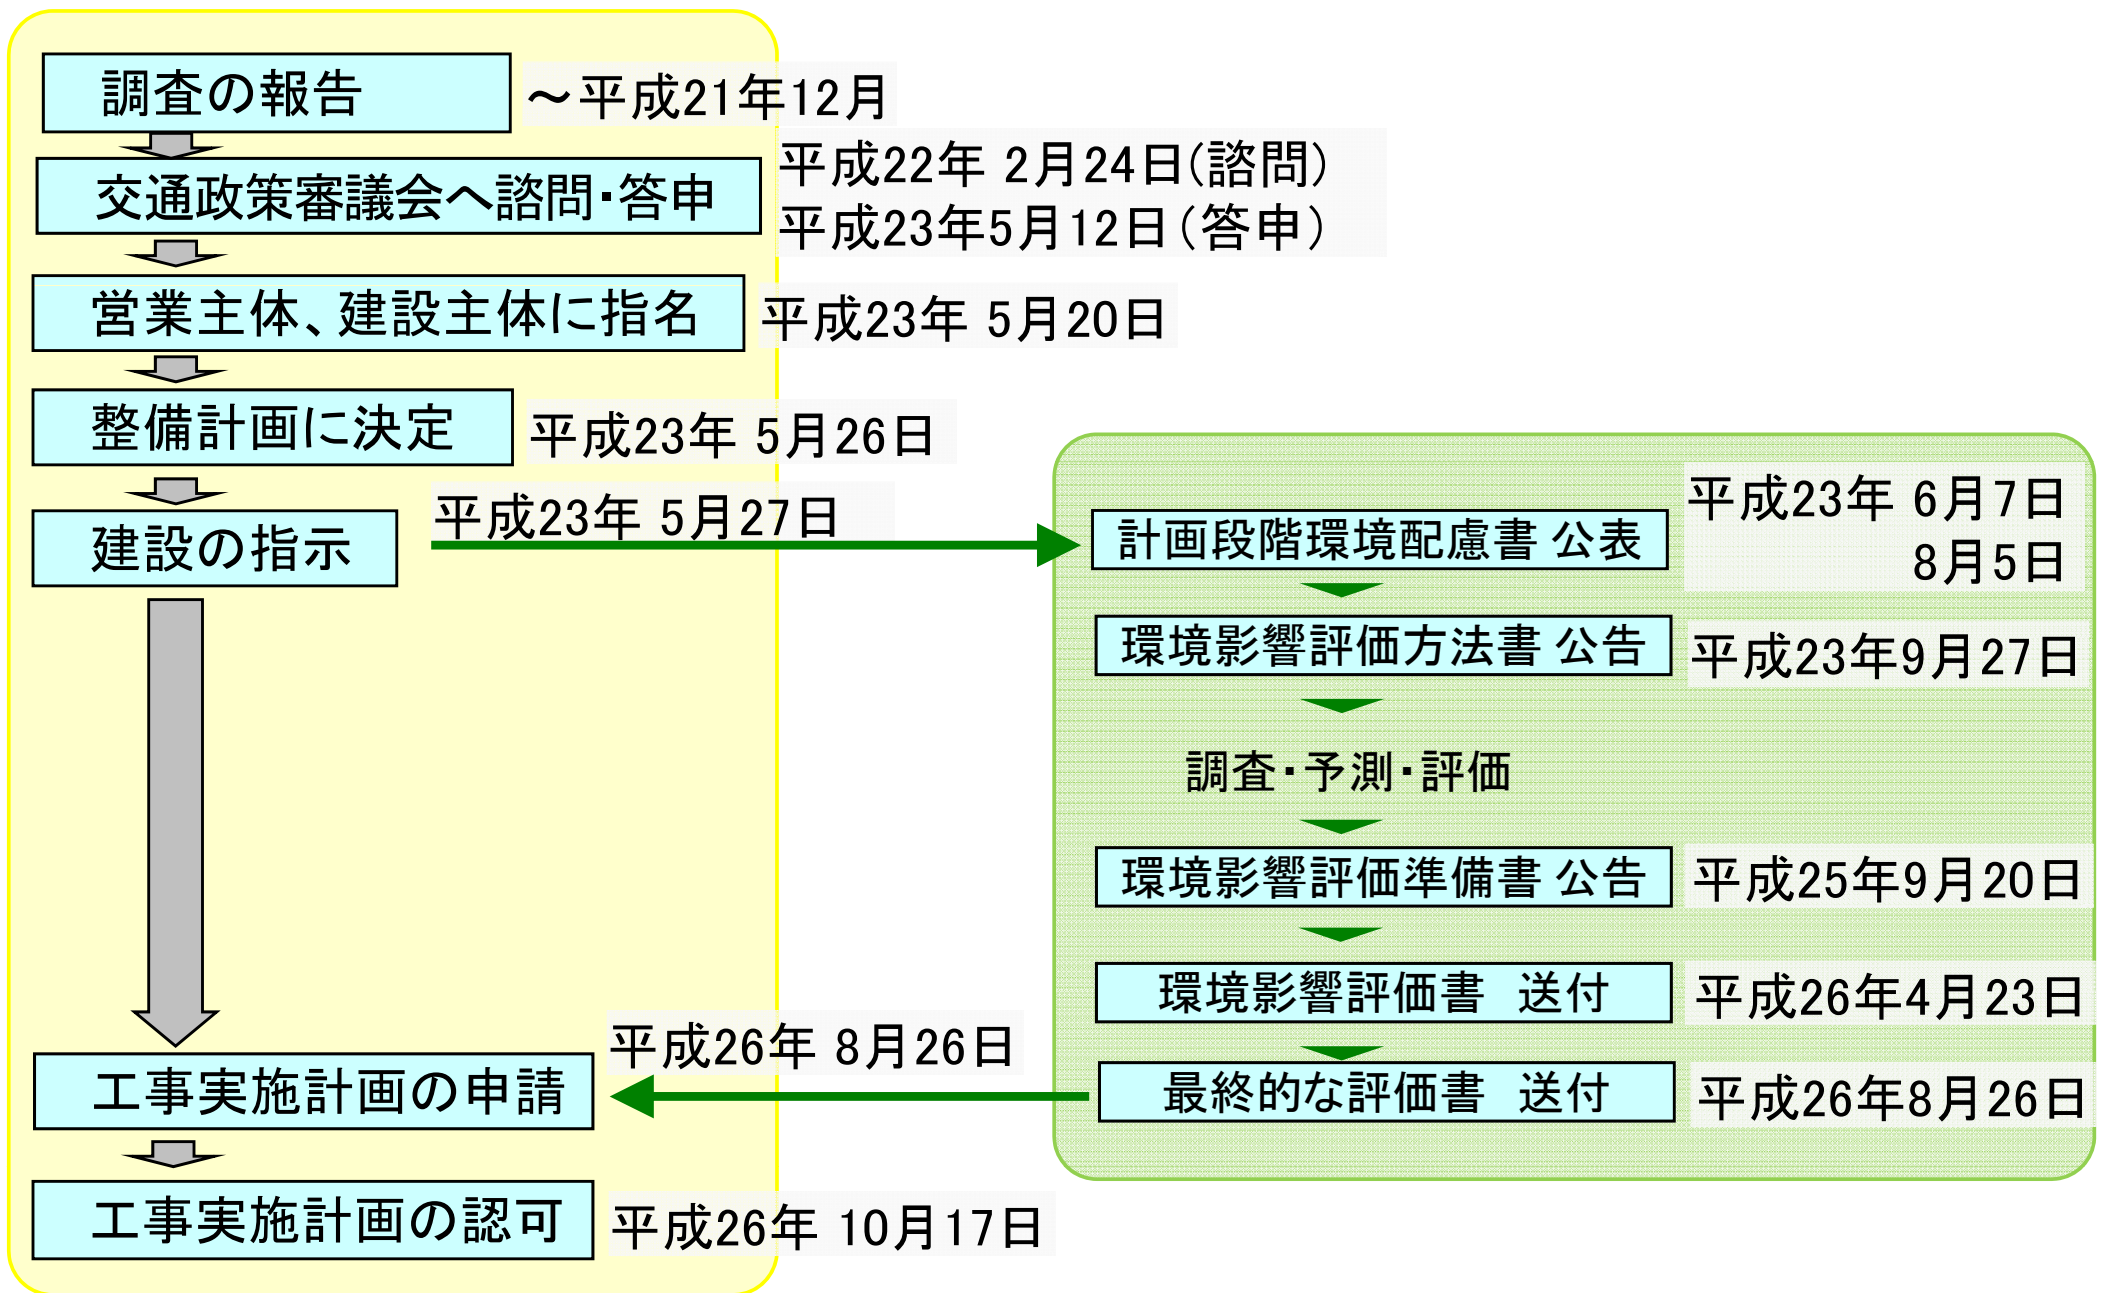 調査の報告
～平成21年12月
交通政策審議会へ諮問・答申
平成22年 2月24日(諮問)
平成23年5月12日（答申）
営業主体、建設主体に指名
平成23年 5月20日
整備計画に決定
平成23年 5月26日
建設の指示
平成23年 5月27日
計画段階環境配慮書 公表
平成23年 6月7日
8月5日
環境影響評価方法書 公告
平成23年9月27日
調査・予測・評価
環境影響評価準備書 公告
平成25年9月20日
環境影響評価書　送付
平成26年4月23日
最終的な評価書　送付
平成26年8月26日
工事実施計画の申請
平成26年 8月26日
工事実施計画の認可
平成26年 10月17日